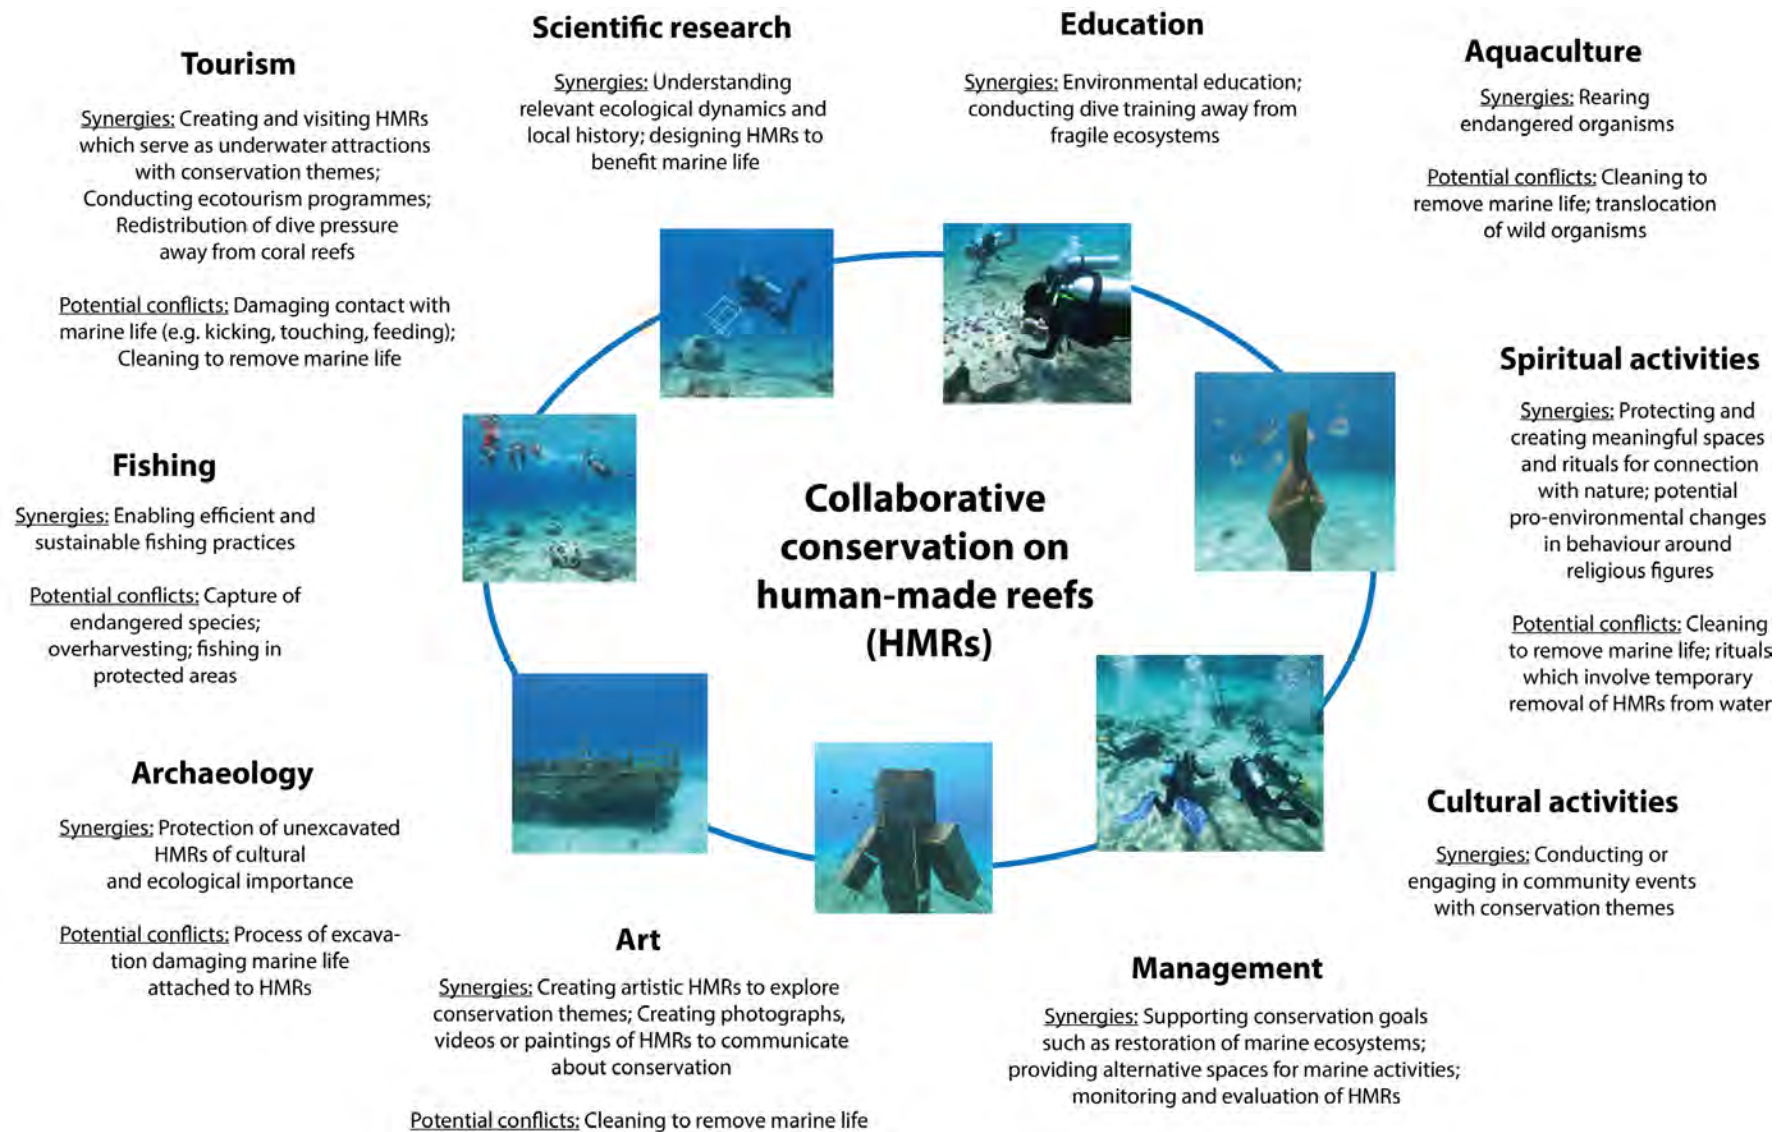 Scientific research
Synergies: Understanding
relevant ecological dynamics and
local history; designing HMRs to
benefit marine life
Education
Synergies: Environmental education;
conducting dive training away from
fragile ecosystems
Aquaculture
Synergies: Rearing
endangered organisms
Potential conflicts: Cleaning to
remove marine life; translocation
of wild organisms
Tourism
Synergies: Creating and visiting HMRs
which serve as underwater attractions
with conservation themes;
Conducting ecotourism programmes;
Redistribution of dive pressure
away from coral reefs
Potential conflicts: Damaging contact with
marine life (e.g. kicking, touching, feeding);
Cleaning to remove marine life
Spiritual activities
Synergies: Protecting and
creating meaningful spaces
and rituals for connection
with nature; potential
pro-environmental changes
in behaviour around
religious figures
Potential conflicts: Cleaning
to remove marine life; rituals
which involve temporary
removal of HMRs from water
Fishing
Synergies: Enabling efficient and
sustainable fishing practices
Potential conflicts: Capture of
endangered species;
overharvesting; fishing in
protected areas
Collaborative
conservation on
human-made reefs
(HMRs)
Archaeology
Synergies: Protection of unexcavated
HMRs of cultural
and ecological importance
Potential conflicts: Process of excava-
tion damaging marine life
attached to HMRs
Cultural activities
Synergies: Conducting or
engaging in community events
with conservation themes
Art
Synergies: Creating artistic HMRs to explore
conservation themes; Creating photographs,
videos or paintings of HMRs to communicate
about conservation
Potential conflicts: Cleaning to remove marine life
Management
Synergies: Supporting conservation goals
such as restoration of marine ecosystems;
providing alternative spaces for marine activities;
monitoring and evaluation of HMRs